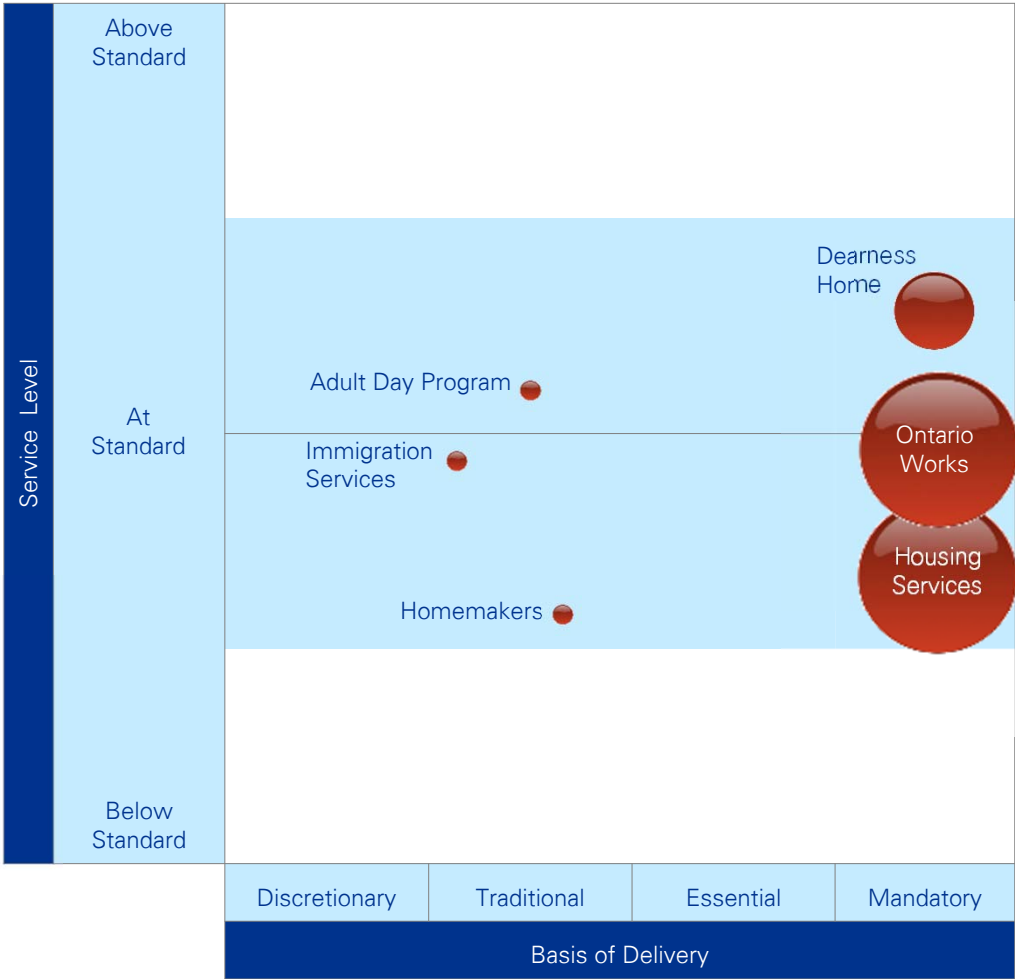 Above
Standard
Dearness
Home
Adult Day Program
Service Level
At
Standard
Ontario
Works
Immigration
Services
Housing
Services
Homemakers
Below
Standard
Discretionary
Traditional
Essential
Mandatory
Basis of Delivery